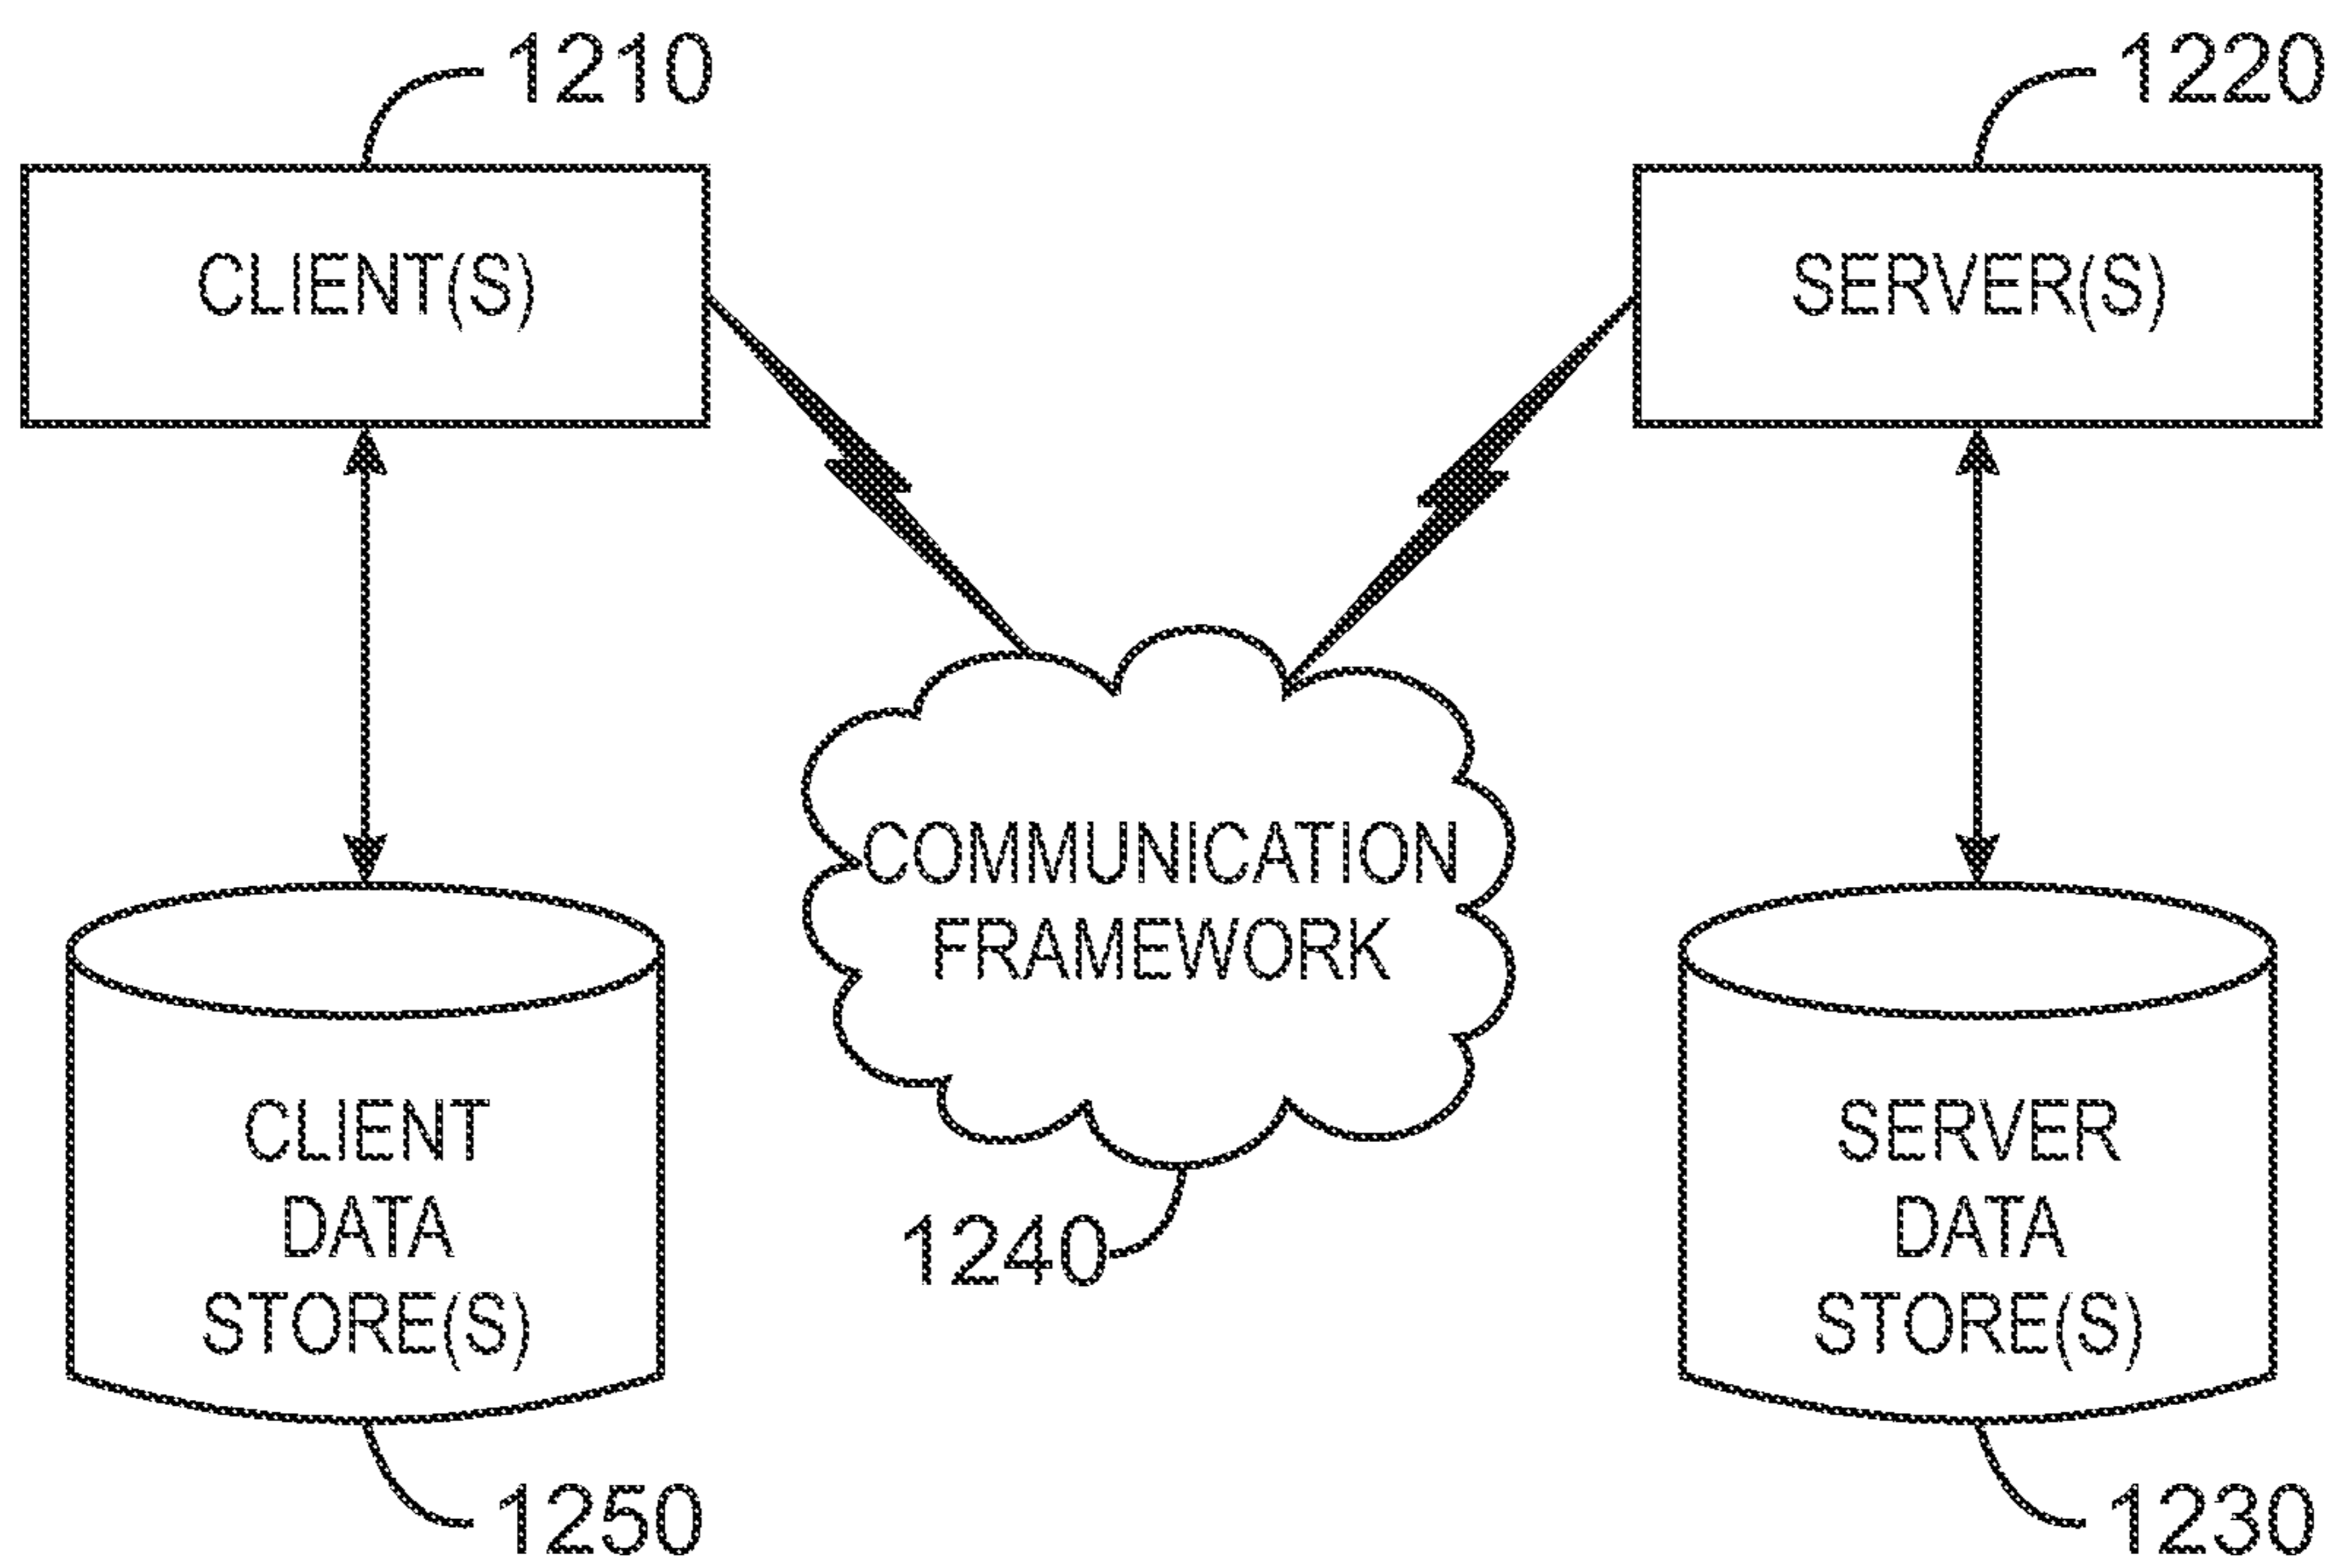 1210
1220
CLIENT(S)
SERVER(S)
COMMUNICATION
FRAMEWORK
CLIENT
DATA
STORE(S)
SERVER
DATA
STORE(S)
1240
1250
1230